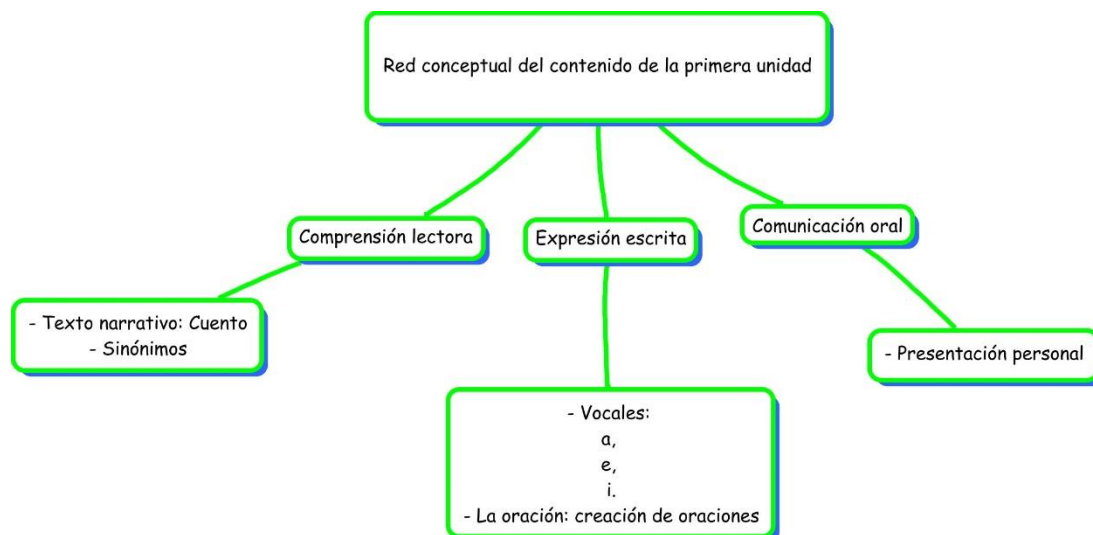 Red conceptual del contenido de la primera unidad
Comprensión lectora
Expresión escrita
Comunicación oral
- Texto narrativo: Cuento
- Sinónimos
- Presentación personal
- Vocales:
a,
e,
i.
- La oración: creación de oraciones